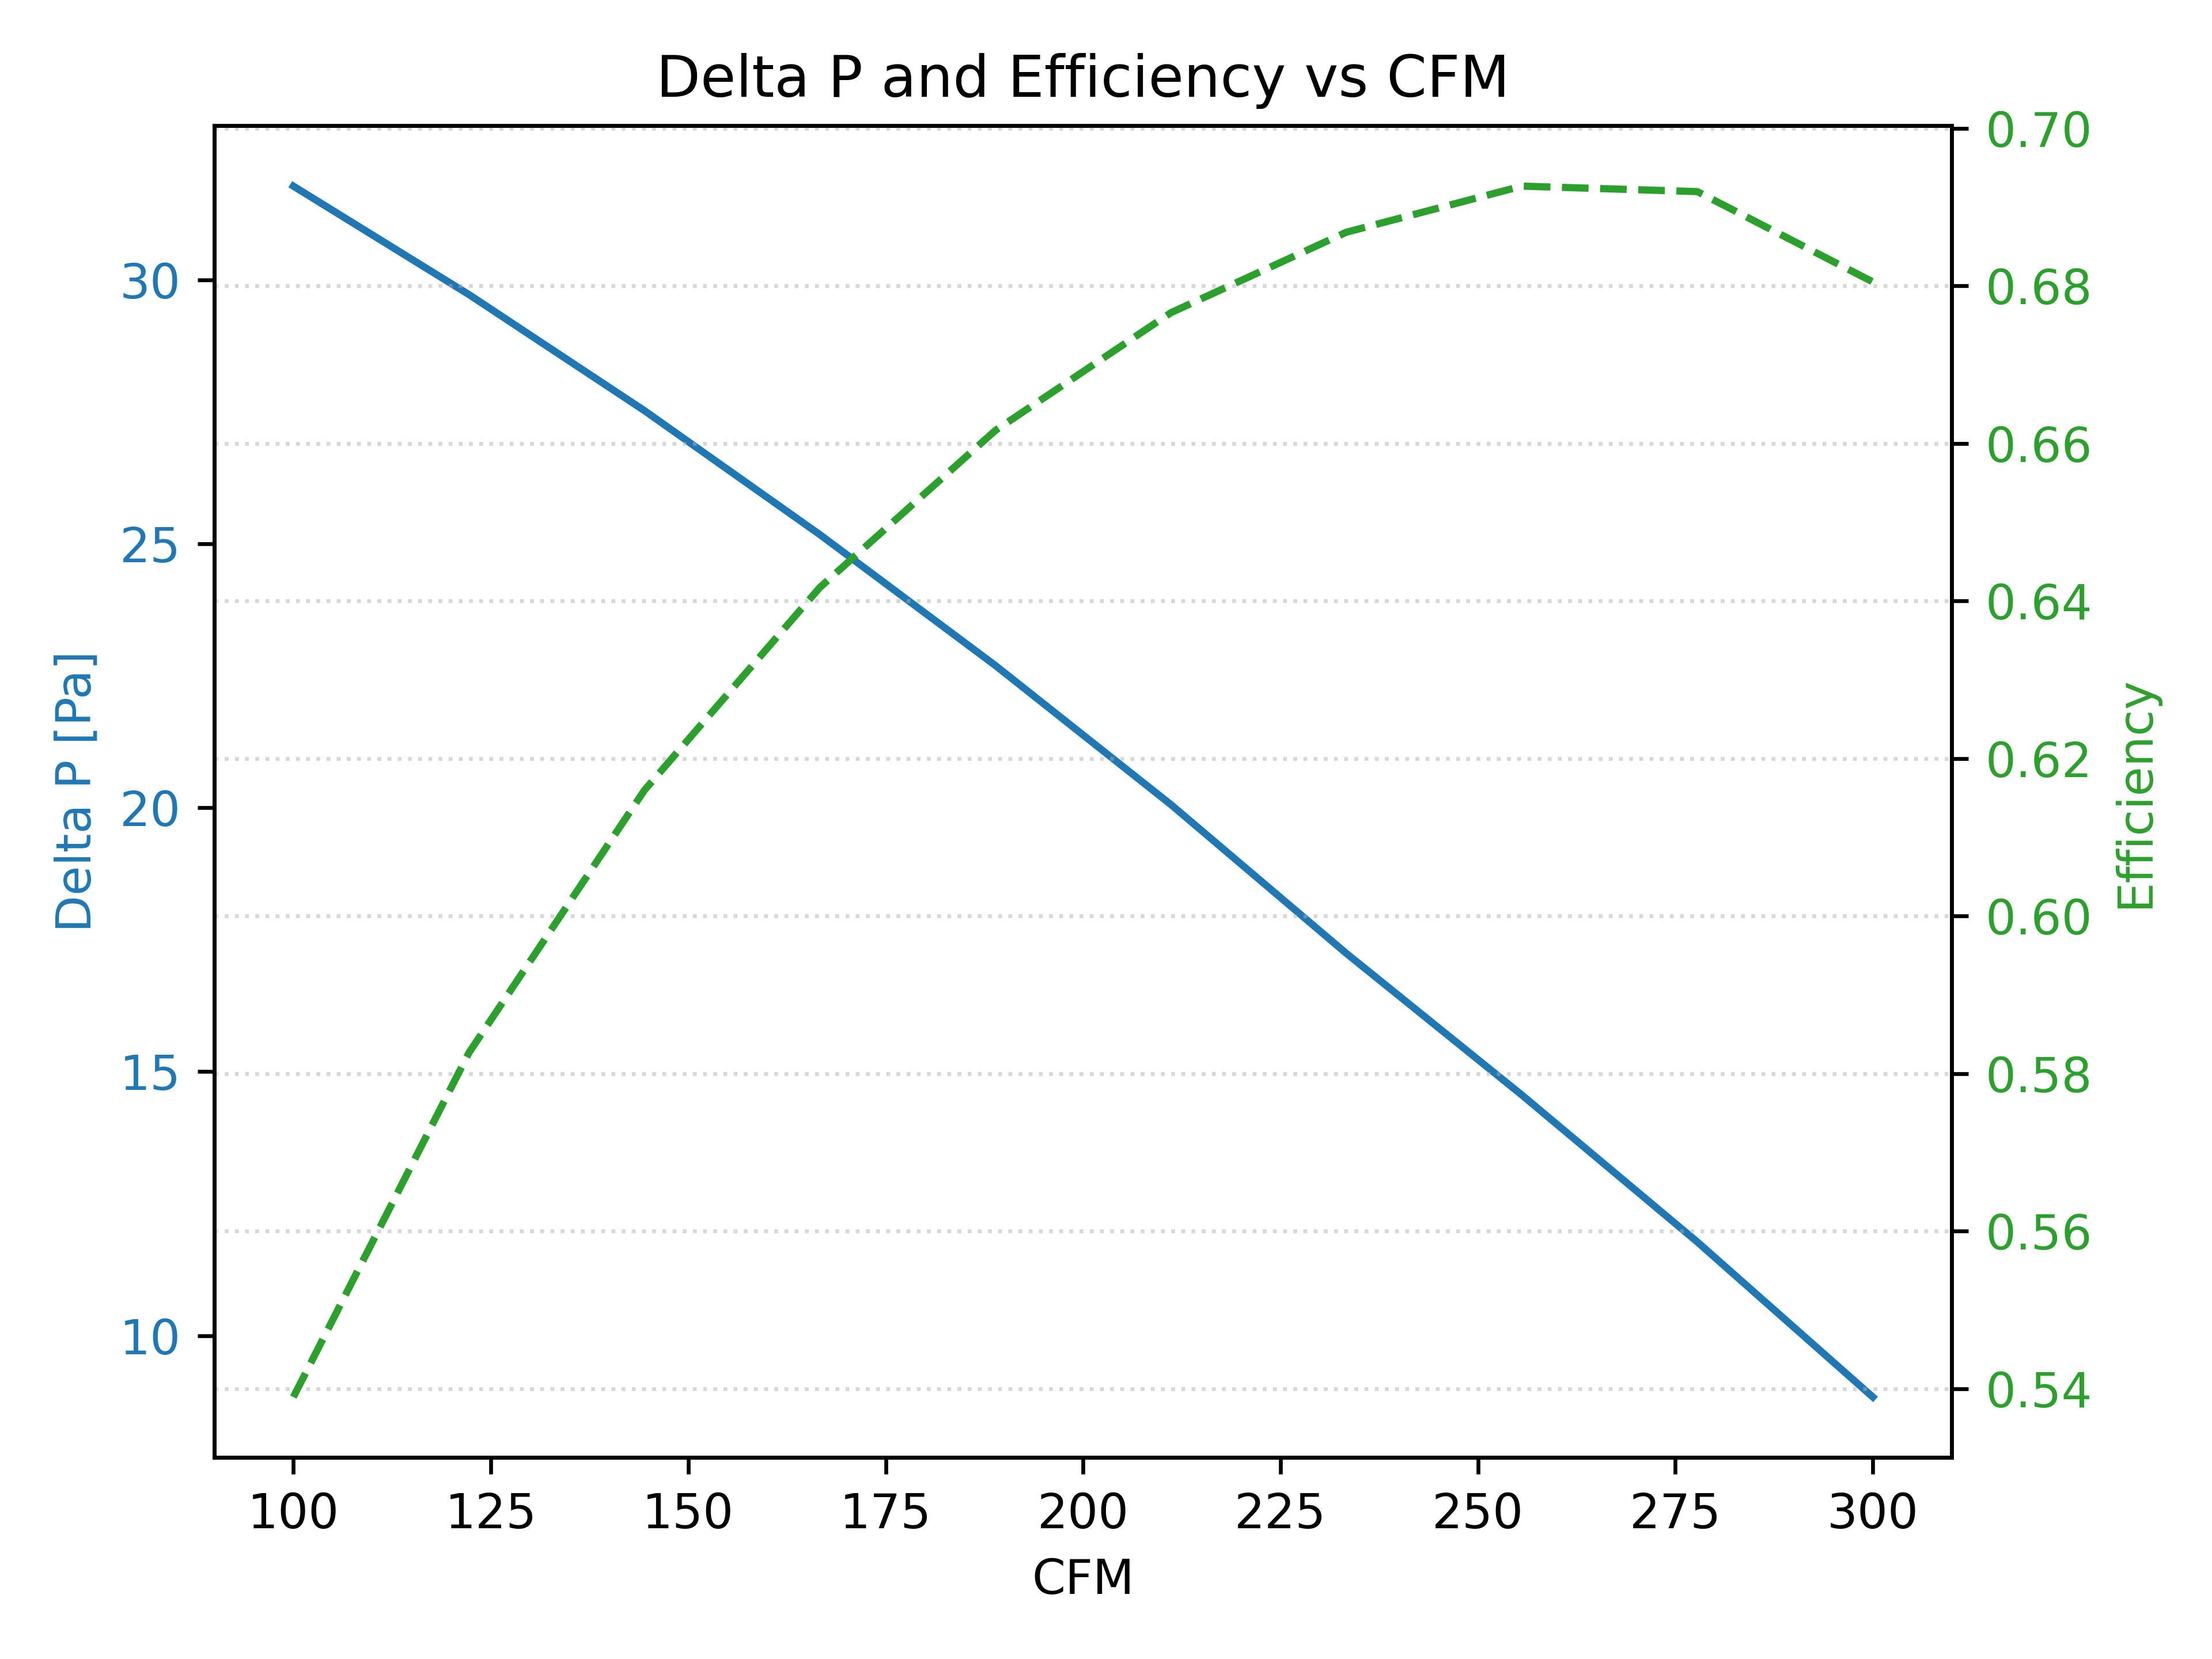 Delta P and Efficiency vs CFM
Delta P [Pa]
30
25
20
15
10
0.70
0.68
0.66
0.64
0.62
0.60
0.58
0.56
0.54
Efficiency
100 125 150 175 200 225 250 275 300
CFM